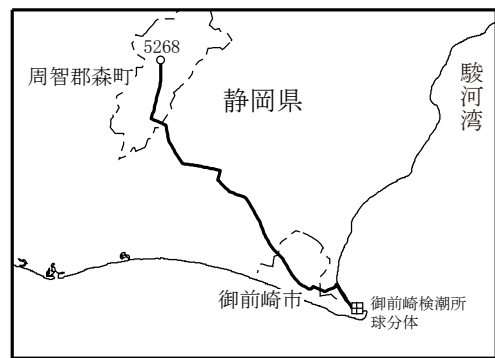 5268
周智郡森町
静岡県
駿河湾
御前崎市
御前崎検潮所
球分体